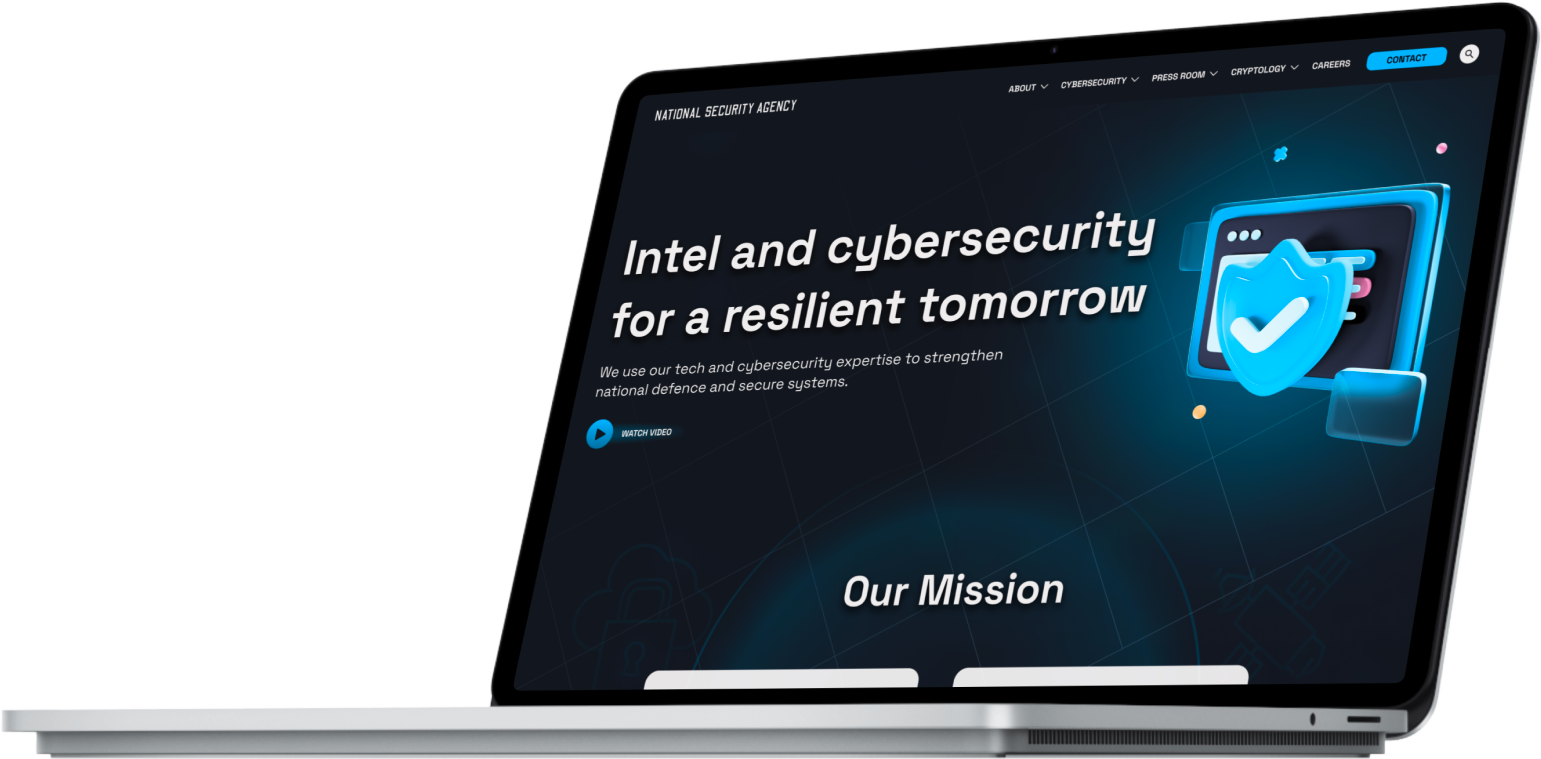 NATIONAL SECURITY AGENCY
ABOUT CYBERSECURITY PRESS ROOM CRYPTOLOGY CAREERS CONTACT
Intel and cybersecurity
for a resilient tomorrow
We use our tech and cybersecurity expertise to strengthen
national defence and secure systems.
WATCH VIDEO
Our Mission